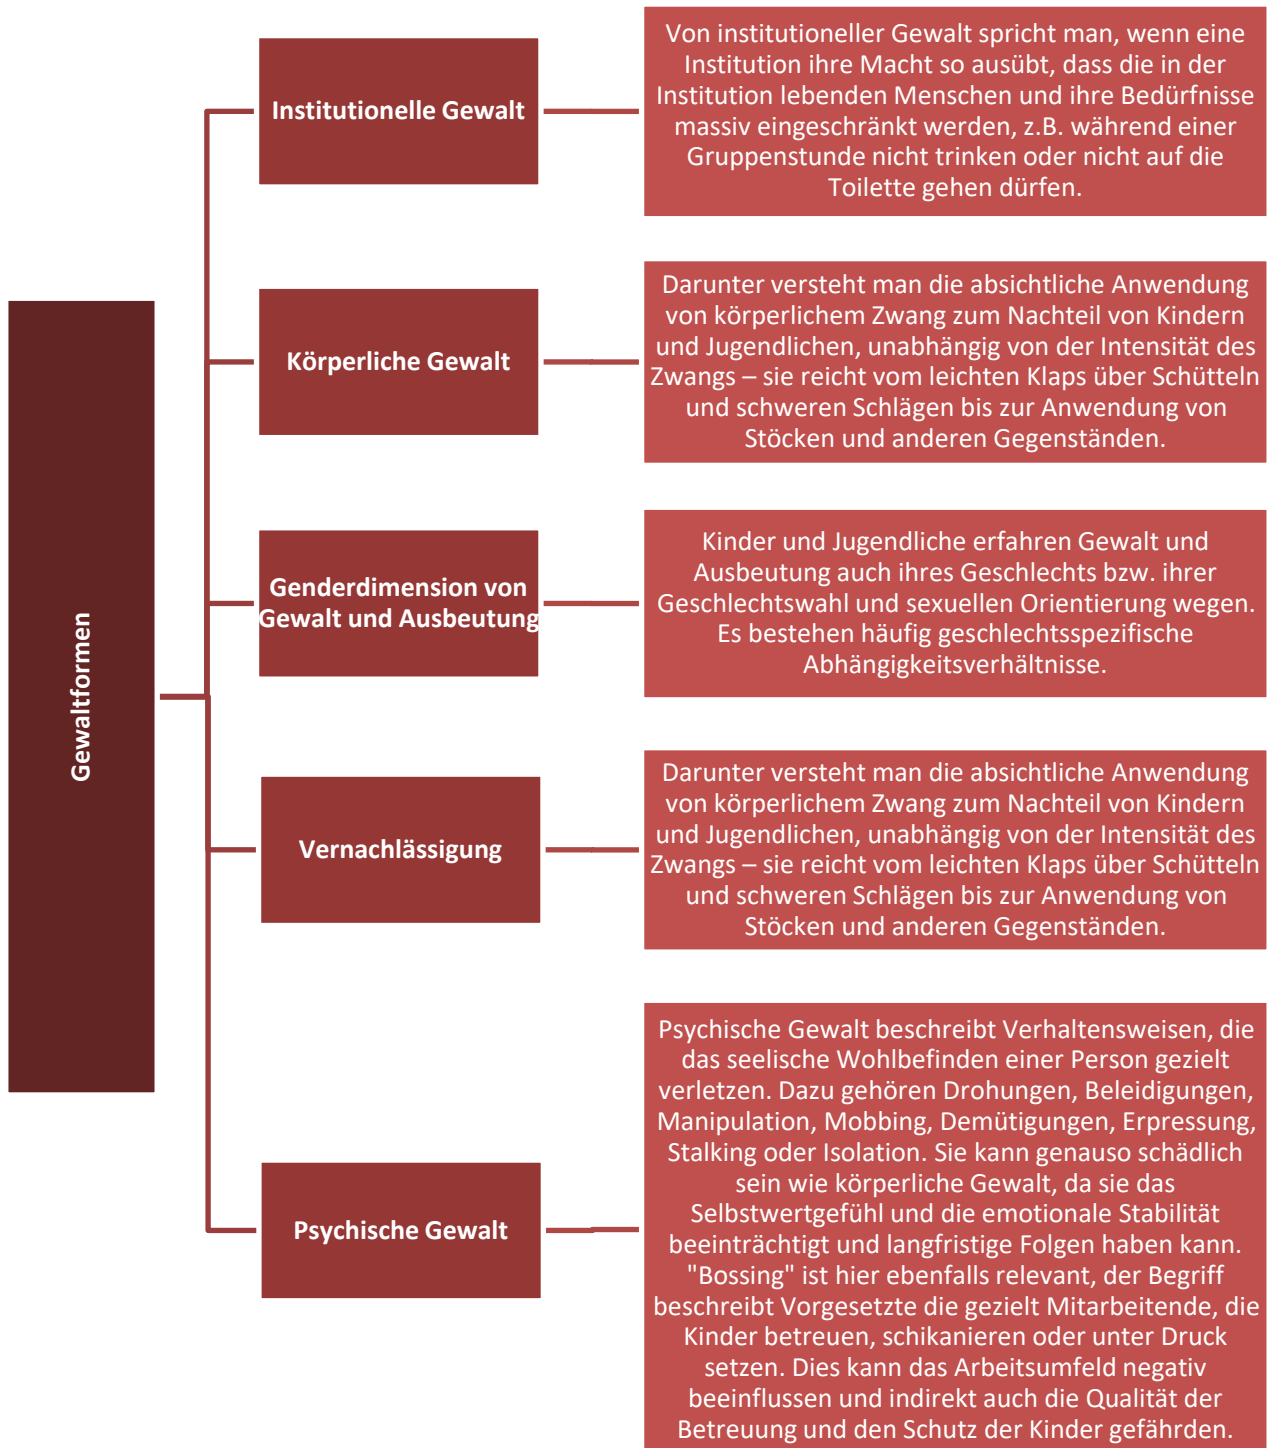 Gewaltformen
Institutionelle Gewalt
Von institutioneller Gewalt spricht man, wenn eine
Institution ihre Macht so ausübt, dass die in der
Institution lebenden Menschen und ihre Bedürfnisse
massiv eingeschränkt werden, z.B. während einer
Gruppenstunde nicht trinken oder nicht auf die
Toilette gehen dürfen.
Körperliche Gewalt
Darunter versteht man die absichtliche Anwendung
von körperlichem Zwang zum Nachteil von Kindern
und Jugendlichen, unabhängig von der Intensität des
Zwangs – sie reicht vom leichten Klaps über Schütteln
und schweren Schlägen bis zur Anwendung von
Stöcken und anderen Gegenständen.
Genderdimension von
Gewalt und Ausbeutung
Kinder und Jugendliche erfahren Gewalt und
Ausbeutung auch ihres Geschlechts bzw. ihrer
Geschlechtswahl und sexuellen Orientierung wegen.
Es bestehen häufig geschlechtsspezifische
Abhängigkeitsverhältnisse.
Vernachlässigung
Darunter versteht man die absichtliche Anwendung
von körperlichem Zwang zum Nachteil von Kindern
und Jugendlichen, unabhängig von der Intensität des
Zwangs – sie reicht vom leichten Klaps über Schütteln
und schweren Schlägen bis zur Anwendung von
Stöcken und anderen Gegenständen.
Psychische Gewalt
Psychische Gewalt beschreibt Verhaltensweisen, die
das seelische Wohlbefinden einer Person gezielt
verletzen. Dazu gehören Drohungen, Beleidigungen,
Manipulation, Mobbing, Demütigungen, Erpressung,
Stalking oder Isolation. Sie kann genauso schädlich
sein wie körperliche Gewalt, da sie das
Selbstwertgefühl und die emotionale Stabilität
beeinträchtigt und langfristige Folgen haben kann.
"Bossing" ist hier ebenfalls relevant, der Begriff
beschreibt Vorgesetzte die gezielt Mitarbeitende, die
Kinder betreuen, schikanieren oder unter Druck
setzen. Dies kann das Arbeitsumfeld negativ
beeinflussen und indirekt auch die Qualität der
Betreuung und den Schutz der Kinder gefährden.